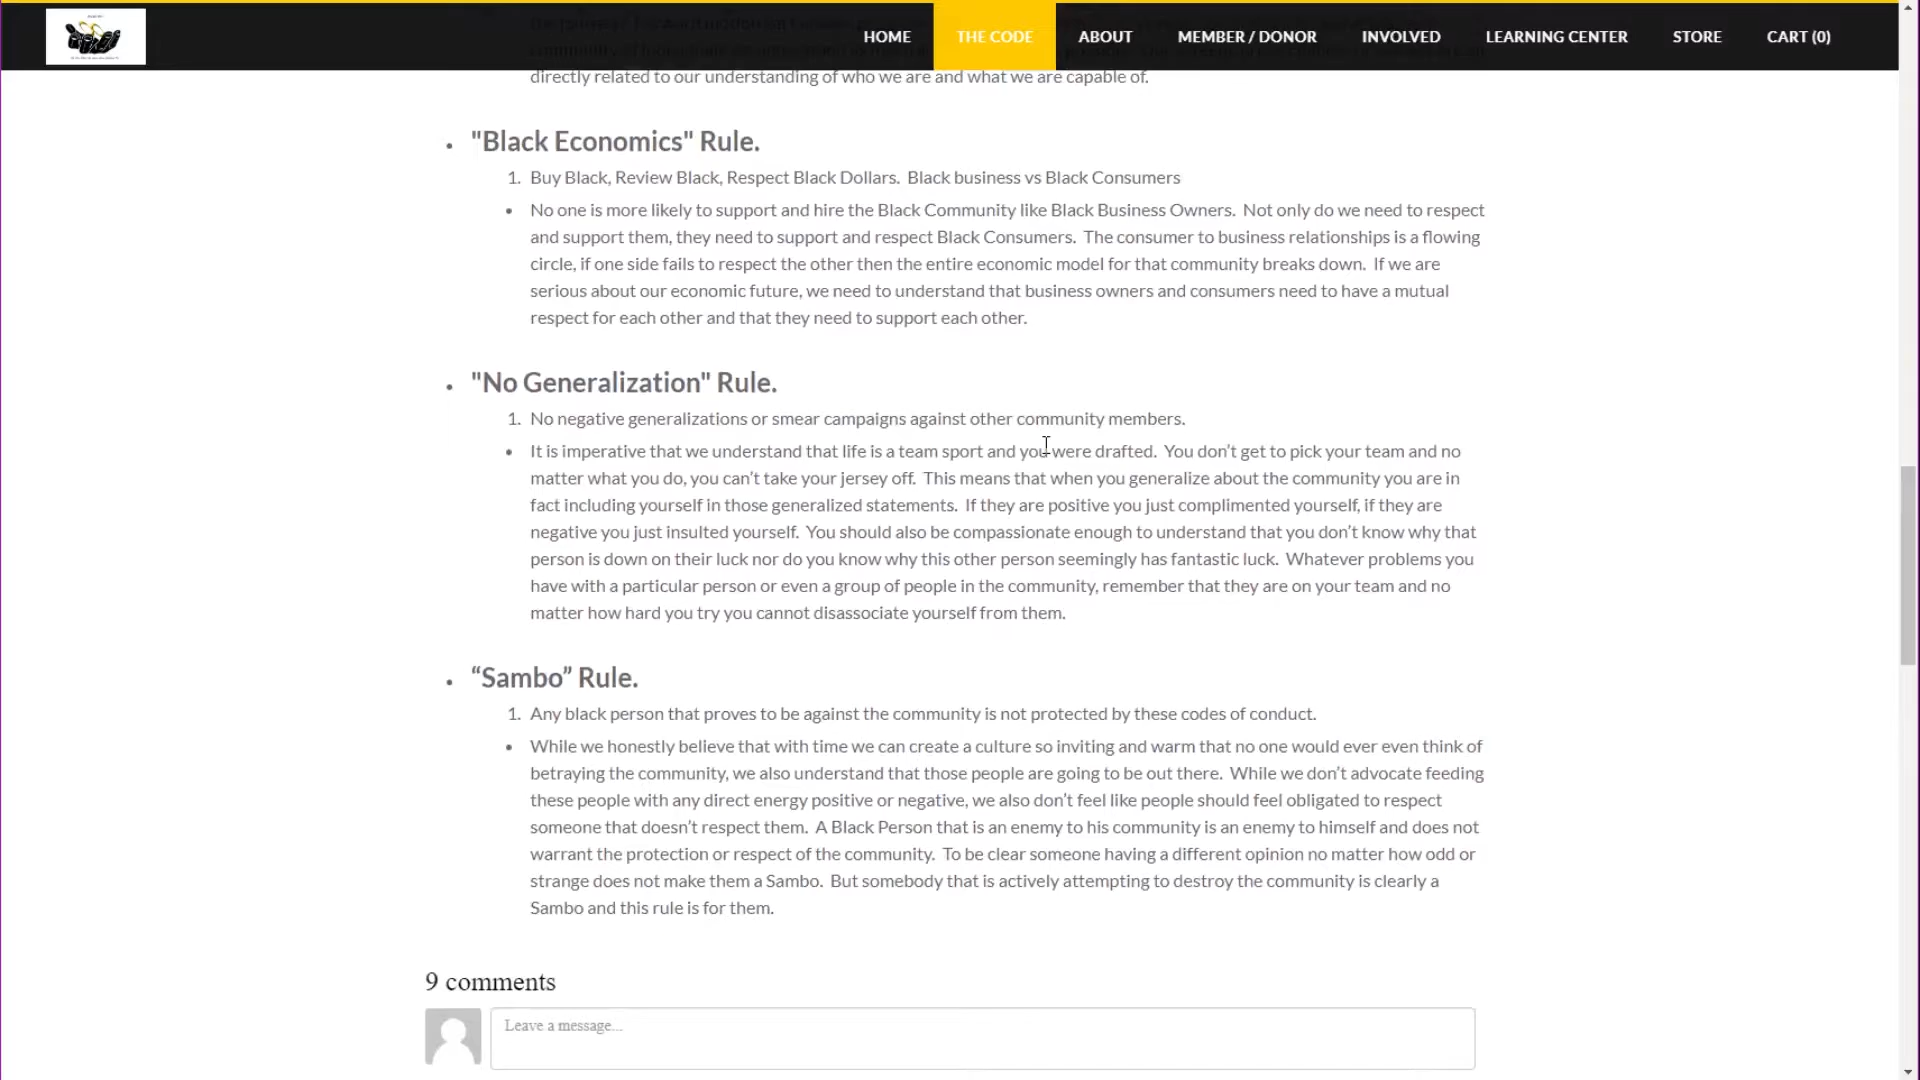 HOME THE CODE ABOUT MEMBER / DONOR INVOLVED LEARNING CENTER STORE CART (0)
directly related to our understanding of who we are and what we are capable of.
"Black Economics" Rule.
1. Buy Black, Review Black, Respect Black Dollars. Black business vs Black Consumers
No one is more likely to support and hire the Black Community like Black Business Owners. Not only do we need to respect
and support them, they need to support and respect Black Consumers. The consumer to business relationships is a flowing
circle, if one side fails to respect the other then the entire economic model for that community breaks down. If we are
serious about our economic future, we need to understand that business owners and consumers need to have a mutual
respect for each other and that they need to support each other.
"No Generalization" Rule.
1. No negative generalizations or smear campaigns against other community members.
It is imperative that we understand that life is a team sport and you were drafted. You don’t get to pick your team and no
matter what you do, you can’t take your jersey off. This means that when you generalize about the community you are in
fact including yourself in those generalized statements. If they are positive you just complimented yourself, if they are
negative you just insulted yourself. You should also be compassionate enough to understand that you don’t know why that
person is down on their luck nor do you know why this other person seemingly has fantastic luck. Whatever problems you
have with a particular person or even a group of people in the community, remember that they are on your team and no
matter how hard you try you cannot disassociate yourself from them.
“Sambo” Rule.
1. Any black person that proves to be against the community is not protected by these codes of conduct.
While we honestly believe that with time we can create a culture so inviting and warm that no one would ever even think of
betraying the community, we also understand that those people are going to be out there. While we don’t advocate feeding
these people with any direct energy positive or negative, we also don’t feel like people should feel obligated to respect
someone that doesn’t respect them. A Black Person that is an enemy to his community is an enemy to himself and does not
warrant the protection or respect of the community. To be clear someone having a different opinion no matter how odd or
strange does not make them a Sambo. But somebody that is actively attempting to destroy the community is clearly a
Sambo and this rule is for them.
9 comments
Leave a message...